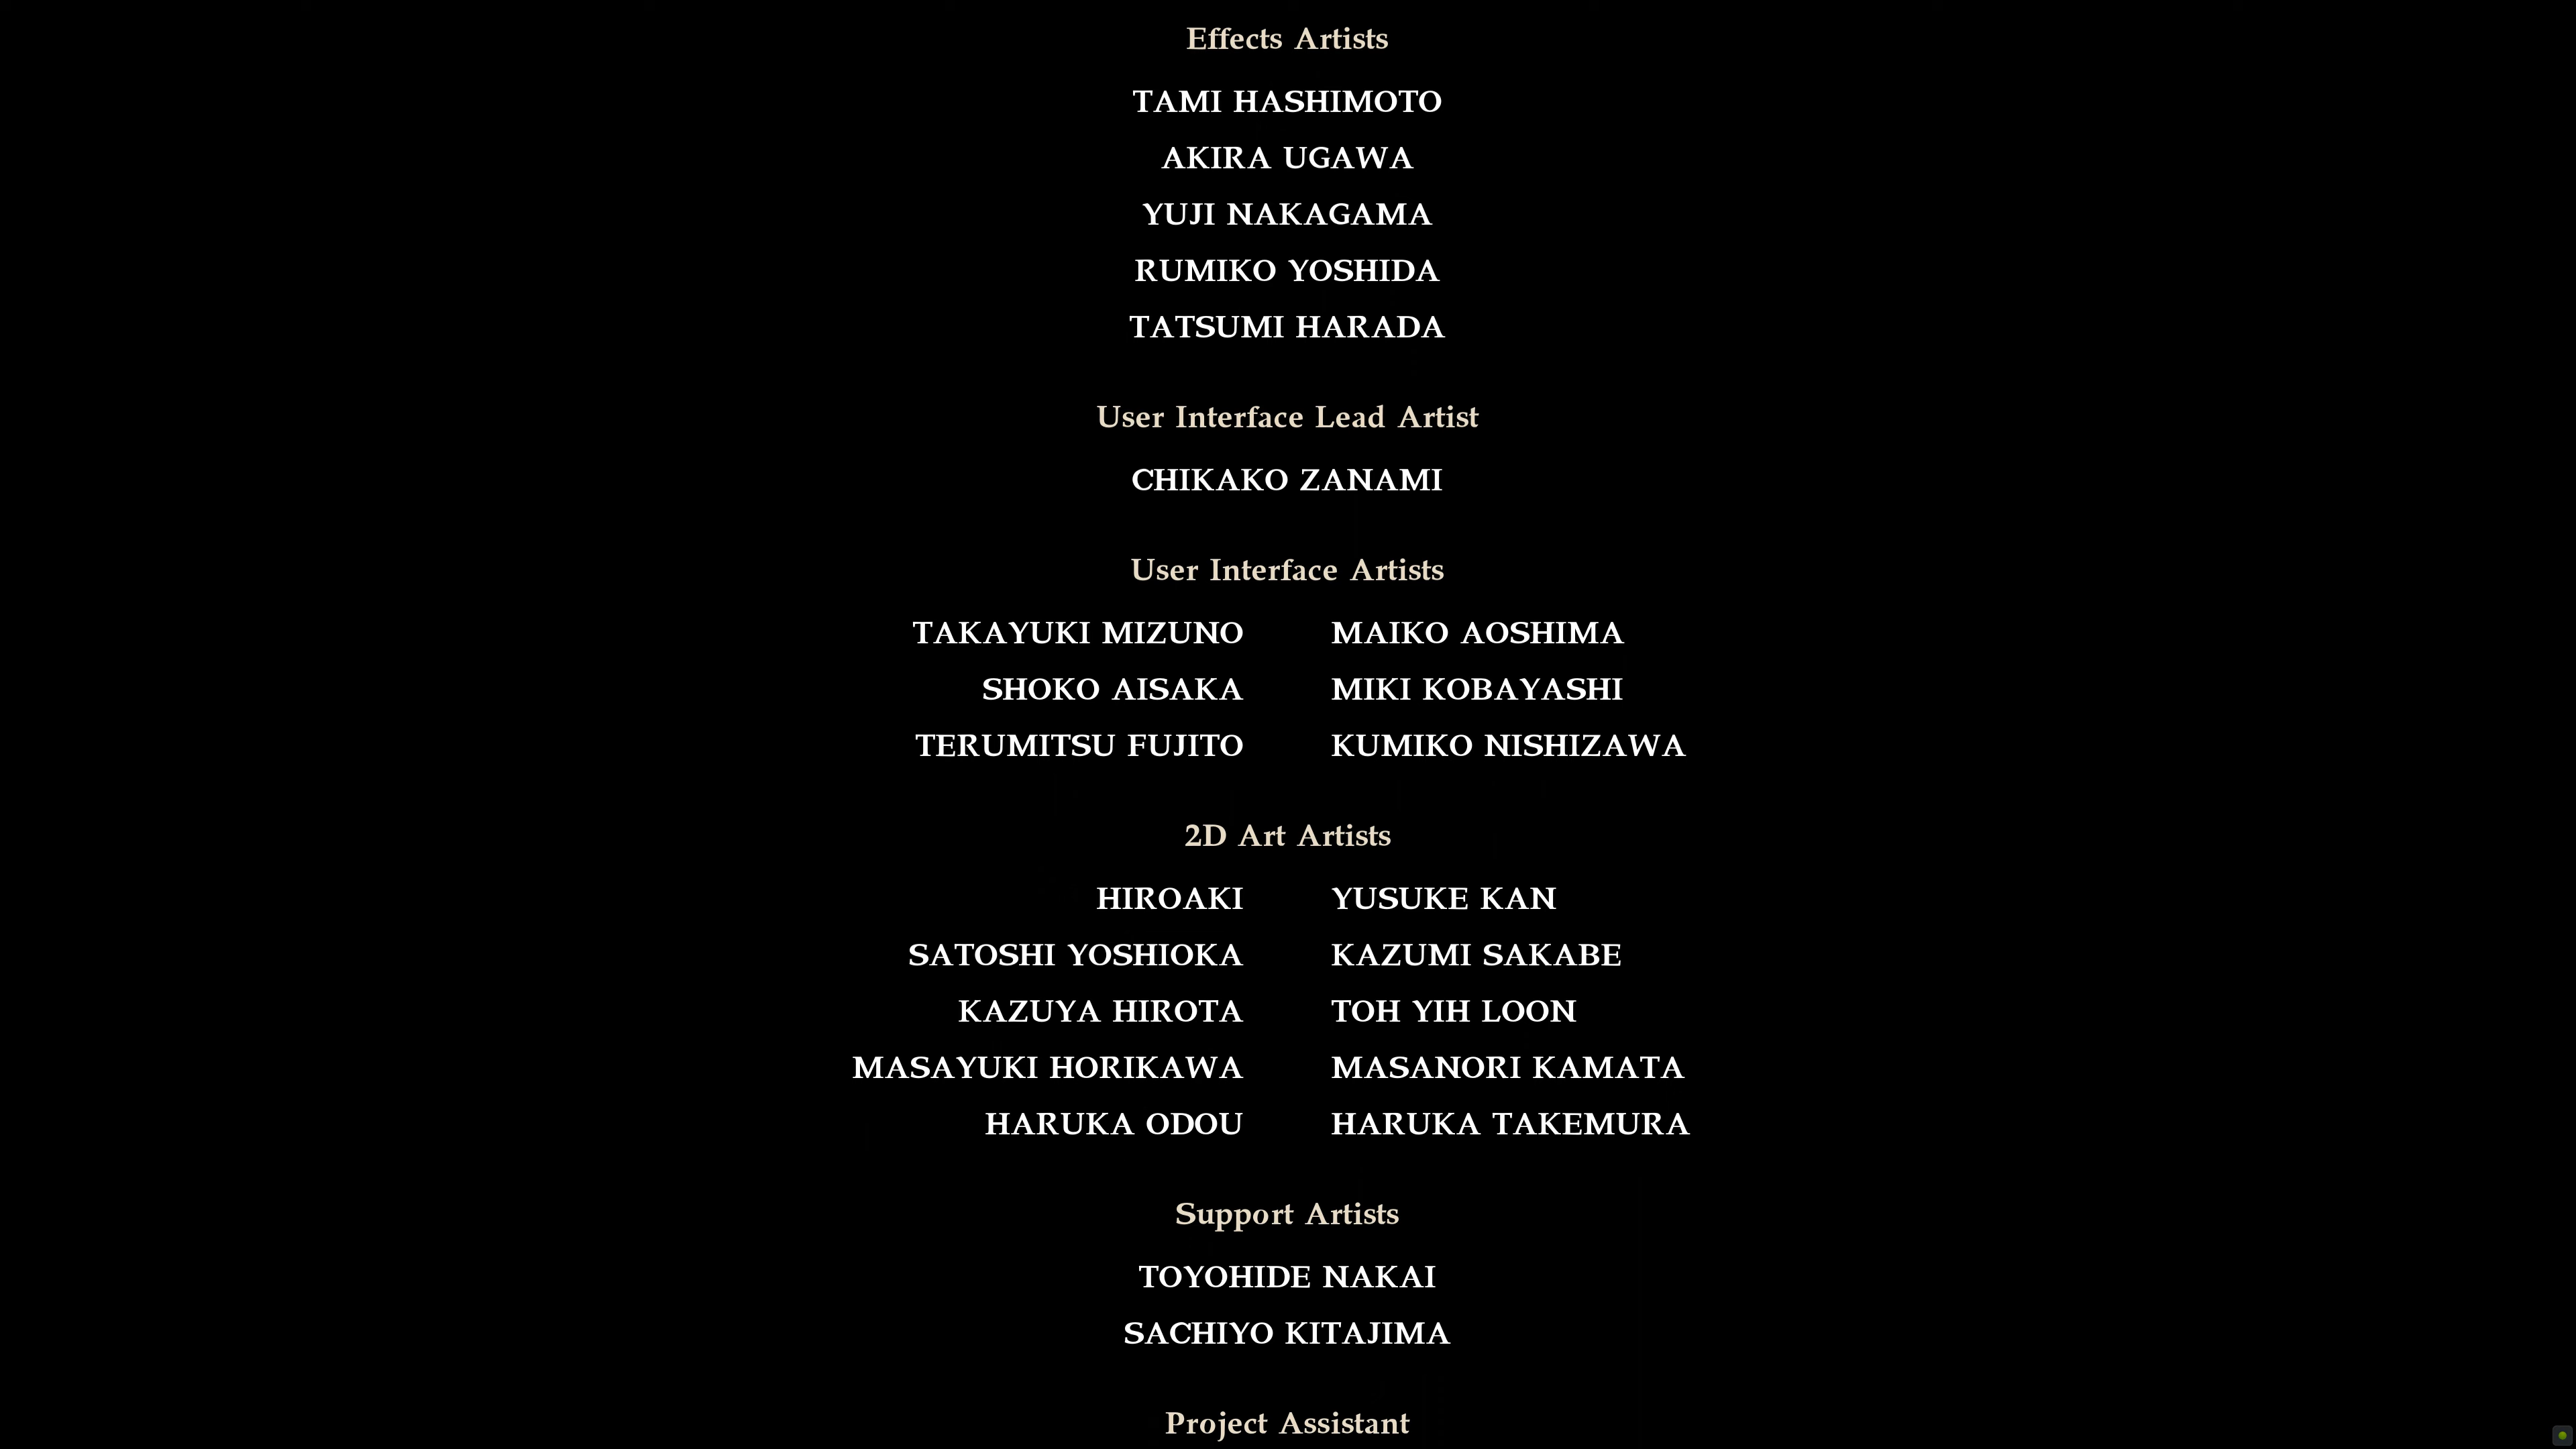 Effects Artists
TAMI HASHIMOTO
AKIRA UGAWA
YUJI NAKAGAMA
RUMIKO YOSHIDA
TATSUMI HARADA
User Interface Lead Artist
CHIKAKO ZANAMI
User Interface Artists
TAKAYUKI MIZUNO MAIKO AOSHIMA
SHOKO AISAKA MIKI KOBAYASHI
TERUMITSU FUJITO KUMIKO NISHIZAWA
2D Art Artists
HIROAKI YUSUKE KAN
SATOSHI YOSHIOKA KAZUMI SAKABE
KAZUYA HIROTA TOH YIH LOON
MASAYUKI HORIKAWA MASANORI KAMATA
HARUKA ODOU HARUKA TAKEMURA
Support Artists
TOYOHIDE NAKAI
SACHIYO KITAJIMA
Project Assistant